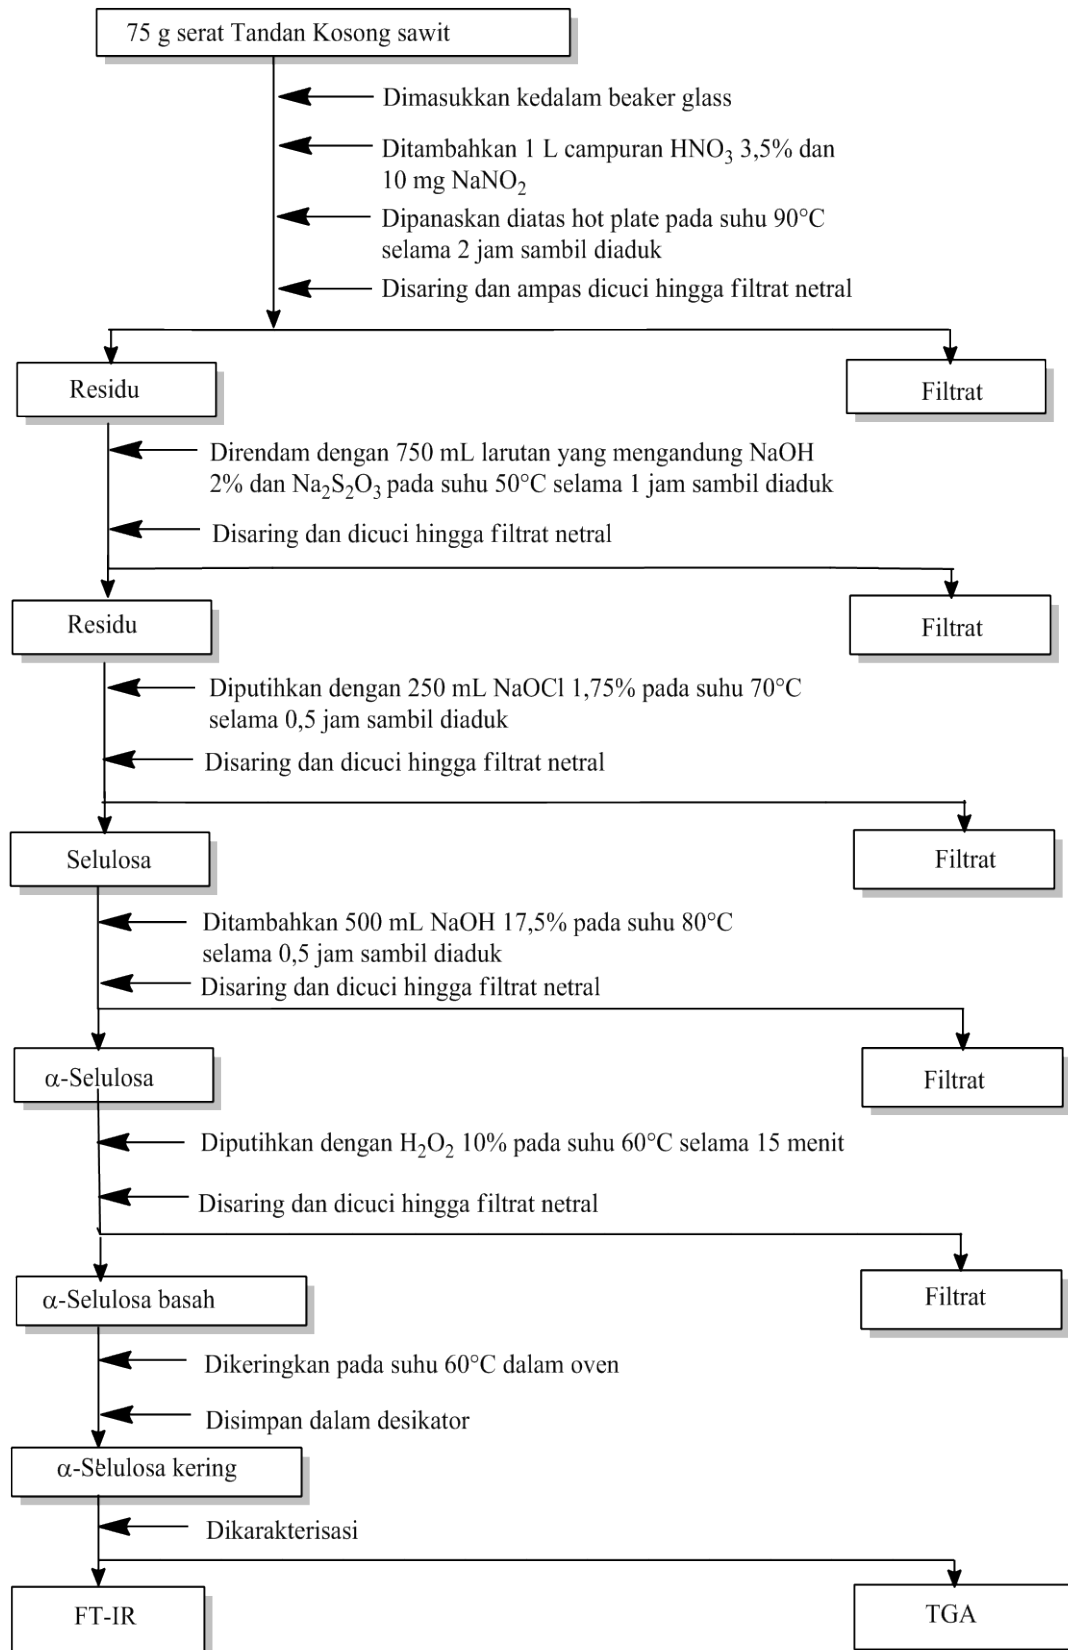 75 g serat Tandan Kosong sawit
Dimasukkan kedalam beaker glass
Ditambahkan 1 L campuran HNO₃ 3,5% dan
10 mg NaNO₂
Dipanaskan diatas hot plate pada suhu 90°C
selama 2 jam sambil diaduk
Disaring dan ampas dicuci hingga filtrat netral
Residu
Filtrat
Direndam dengan 750 mL larutan yang mengandung NaOH
2% dan Na₂S₂O₃ pada suhu 50°C selama 1 jam sambil diaduk
Disaring dan dicuci hingga filtrat netral
Residu
Filtrat
Diputihkan dengan 250 mL NaOCl 1,75% pada suhu 70°C
selama 0,5 jam sambil diaduk
Disaring dan dicuci hingga filtrat netral
Selulosa
Filtrat
Ditambahkan 500 mL NaOH 17,5% pada suhu 80°C
selama 0,5 jam sambil diaduk
Disaring dan dicuci hingga filtrat netral
α-Selulosa
Filtrat
Diputihkan dengan H₂O₂ 10% pada suhu 60°C selama 15 menit
Disaring dan dicuci hingga filtrat netral
α-Selulosa basah
Filtrat
Dikeringkan pada suhu 60°C dalam oven
Disimpan dalam desikator
α-Selulosa kering
Dikarakterisasi
FT-IR
TGA